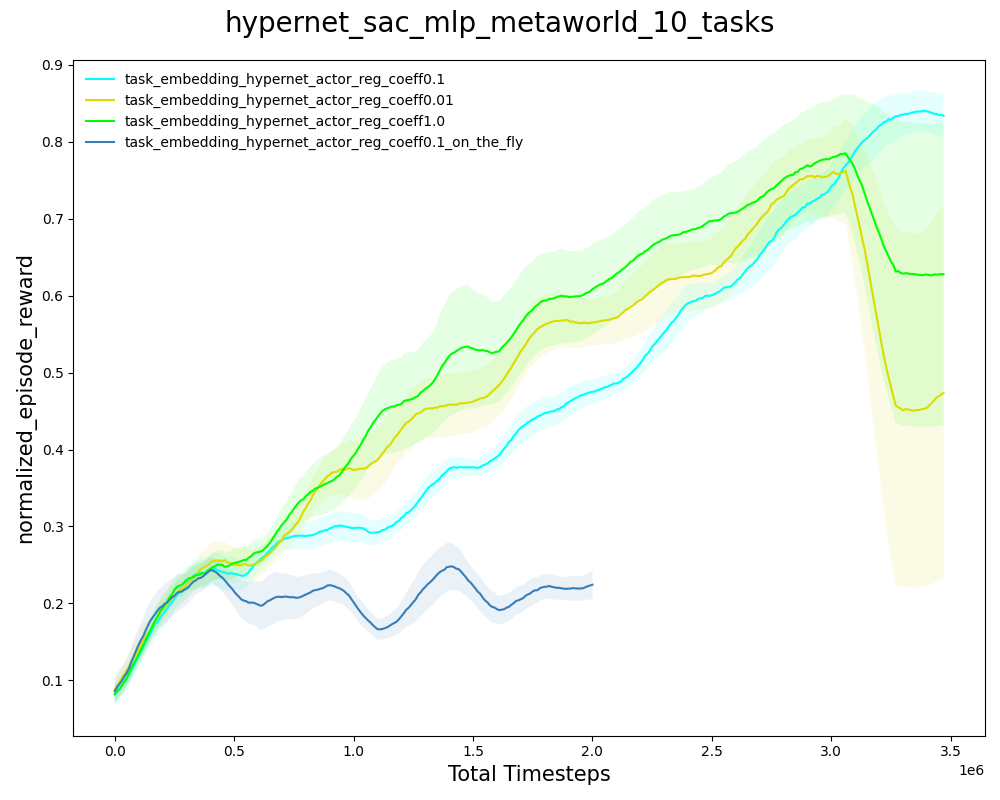 hypernet_sac_mlp_metaworld_10_tasks
task_embedding_hypernet_actor_reg_coeff0.1
task_embedding_hypernet_actor_reg_coeff0.01
task_embedding_hypernet_actor_reg_coeff1.0
task_embedding_hypernet_actor_reg_coeff0.1_on_the_fly
normalized_episode_reward
0.9
0.8
0.7
0.6
0.5
0.4
0.3
0.2
0.1
0.0 0.5 1.0 1.5 2.0 2.5 3.0 3.5
1e6
Total Timesteps